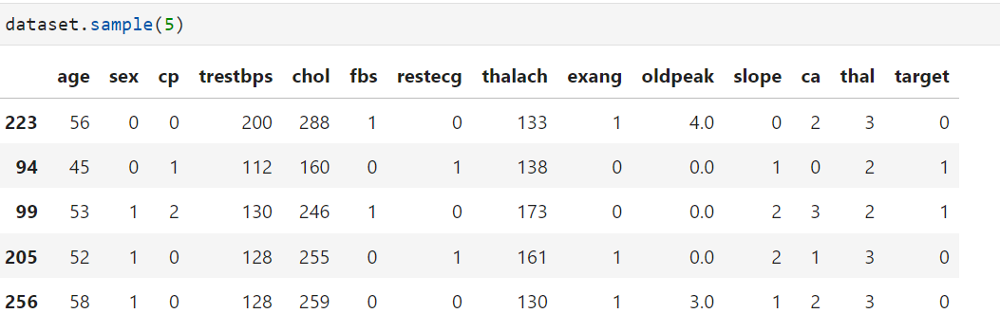 dataset.sample(5)
age sex cp trestbps chol fbs restecg thalach exang oldpeak slope ca thal target
223 56 0 0 200 288 1 0 133 1 4.0 0 2 3 0
94 45 0 1 112 160 0 1 138 0 0.0 1 0 2 1
99 53 1 2 130 246 1 0 173 0 0.0 2 3 2 1
205 52 1 0 128 255 0 1 161 1 0.0 2 1 3 0
256 58 1 0 128 259 0 0 130 1 3.0 1 2 3 0